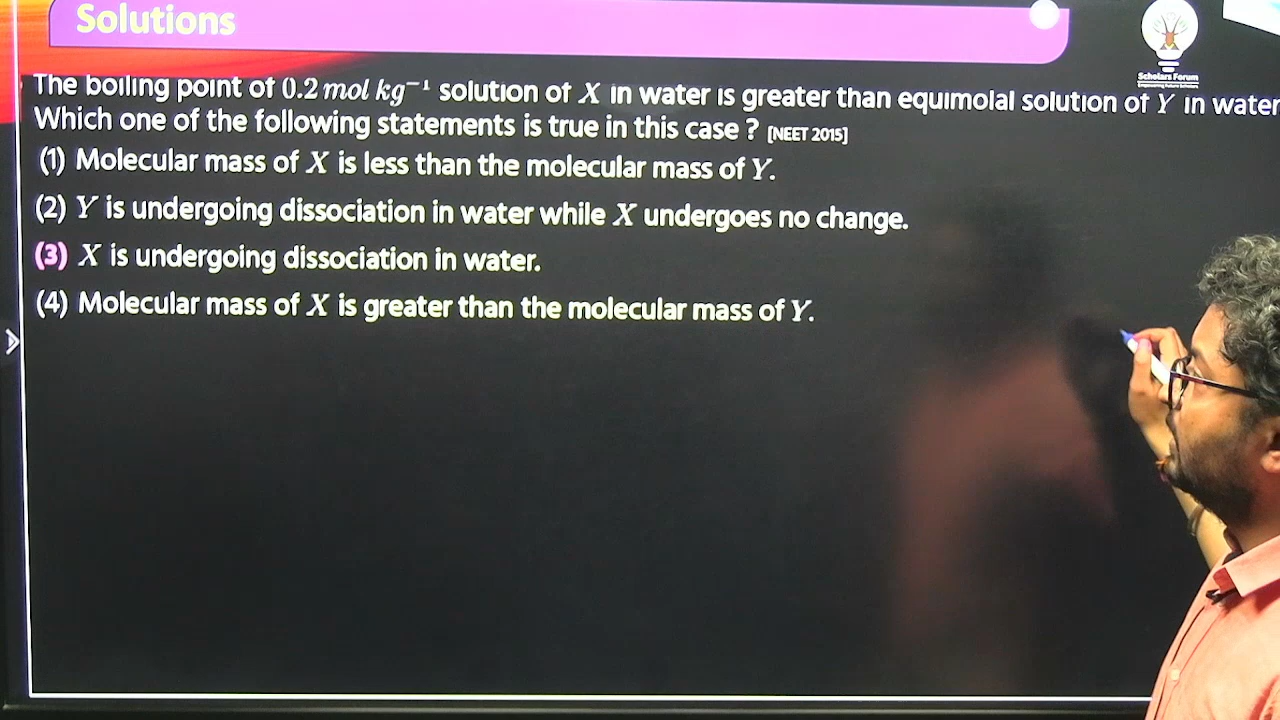 Solutions
Scholars Forum
Empowering Future Scholars
The boiling point of 0.2 mol kg⁻¹ solution of X in water is greater than equimolal solution of Y in water
Which one of the following statements is true in this case ? [NEET 2015]
(1) Molecular mass of X is less than the molecular mass of Y.
(2) Y is undergoing dissociation in water while X undergoes no change.
(3) X is undergoing dissociation in water.
(4) Molecular mass of X is greater than the molecular mass of Y.